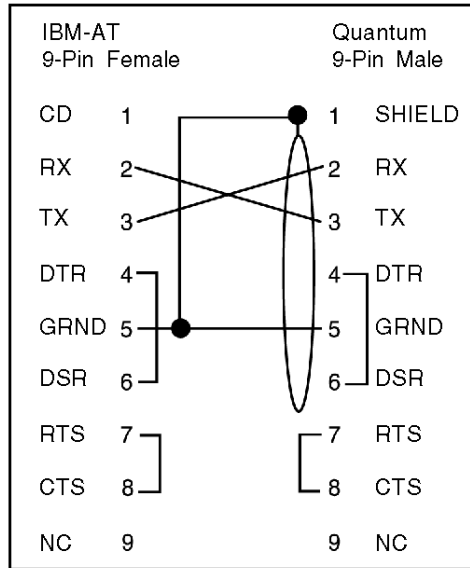 IBM-AT Quantum
9-Pin Female 9-Pin Male
CD 1 1 SHIELD
RX 2 2 RX
TX 3 3 TX
DTR 4 4 DTR
GRND 5 5 GRND
DSR 6 6 DSR
RTS 7 7 RTS
CTS 8 8 CTS
NC 9 9 NC